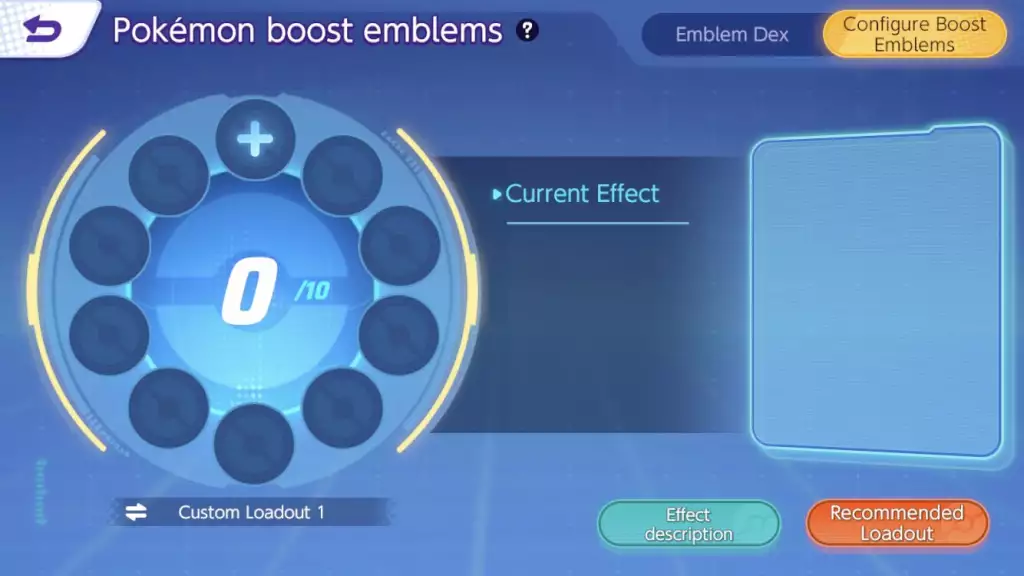 Pokémon boost emblems ?
Emblem Dex
Configure Boost
Emblems
Current Effect
0/10
Custom Loadout 1
Effect
description
Recommended
Loadout